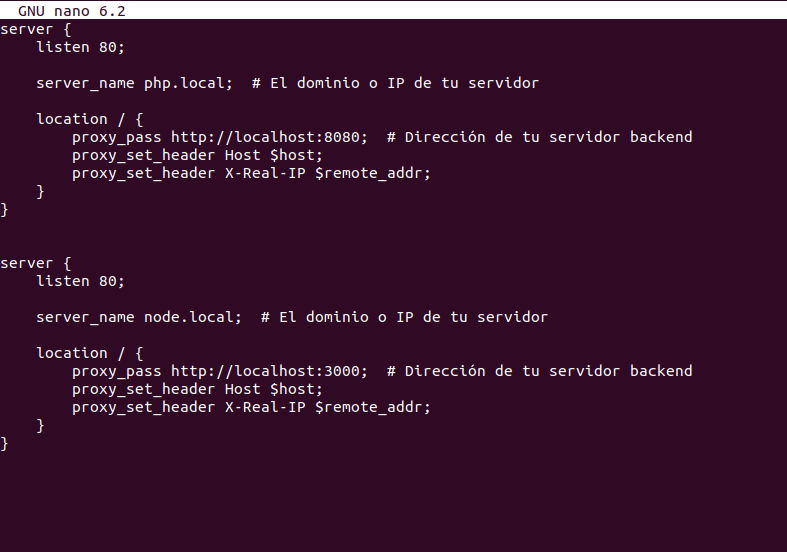 GNU nano 6.2
server {
    listen 80;
    server_name php.local;  # El dominio o IP de tu servidor
    location / {
        proxy_pass http://localhost:8080;  # Dirección de tu servidor backend
        proxy_set_header Host $host;
        proxy_set_header X-Real-IP $remote_addr;
    }
}
server {
    listen 80;
    server_name node.local;  # El dominio o IP de tu servidor
    location / {
        proxy_pass http://localhost:3000;  # Dirección de tu servidor backend
        proxy_set_header Host $host;
        proxy_set_header X-Real-IP $remote_addr;
    }
}